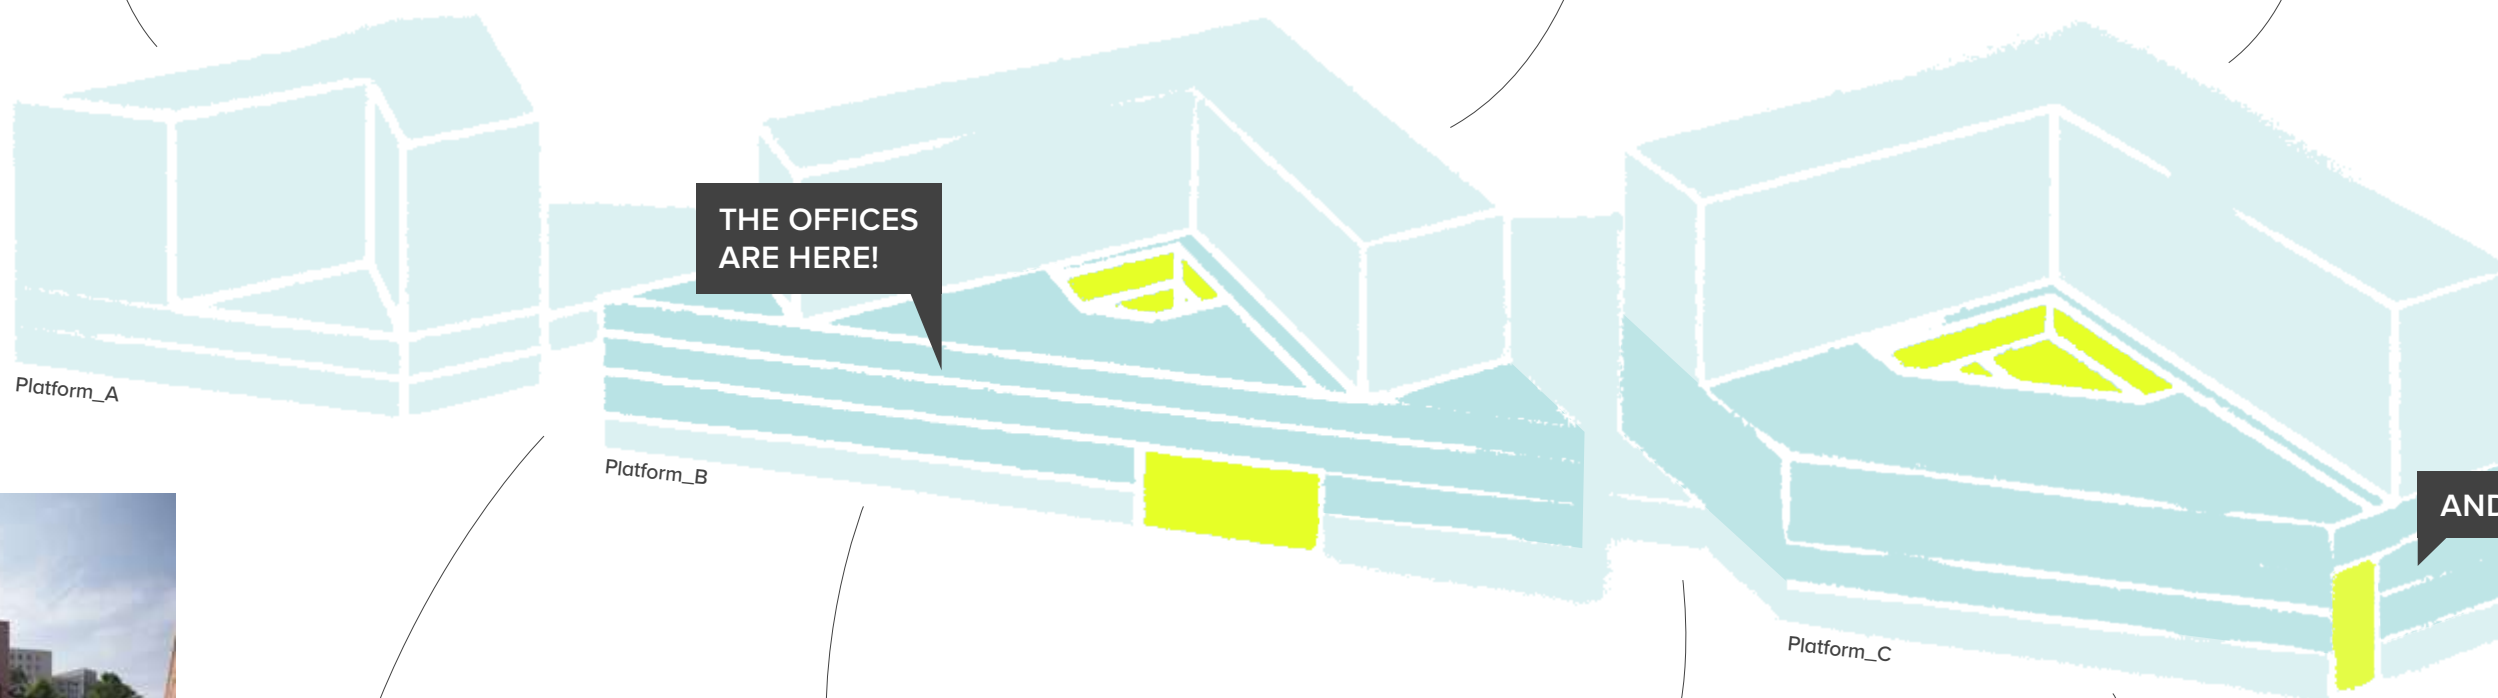 THE OFFICES
ARE HERE!
Platform_A
Platform_B
AND
Platform_C